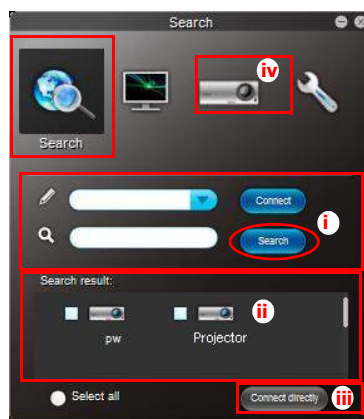 Search
iv
Search
Connect
i
Search
Search result:
ii
pw Projector
Select all Connect directly iii